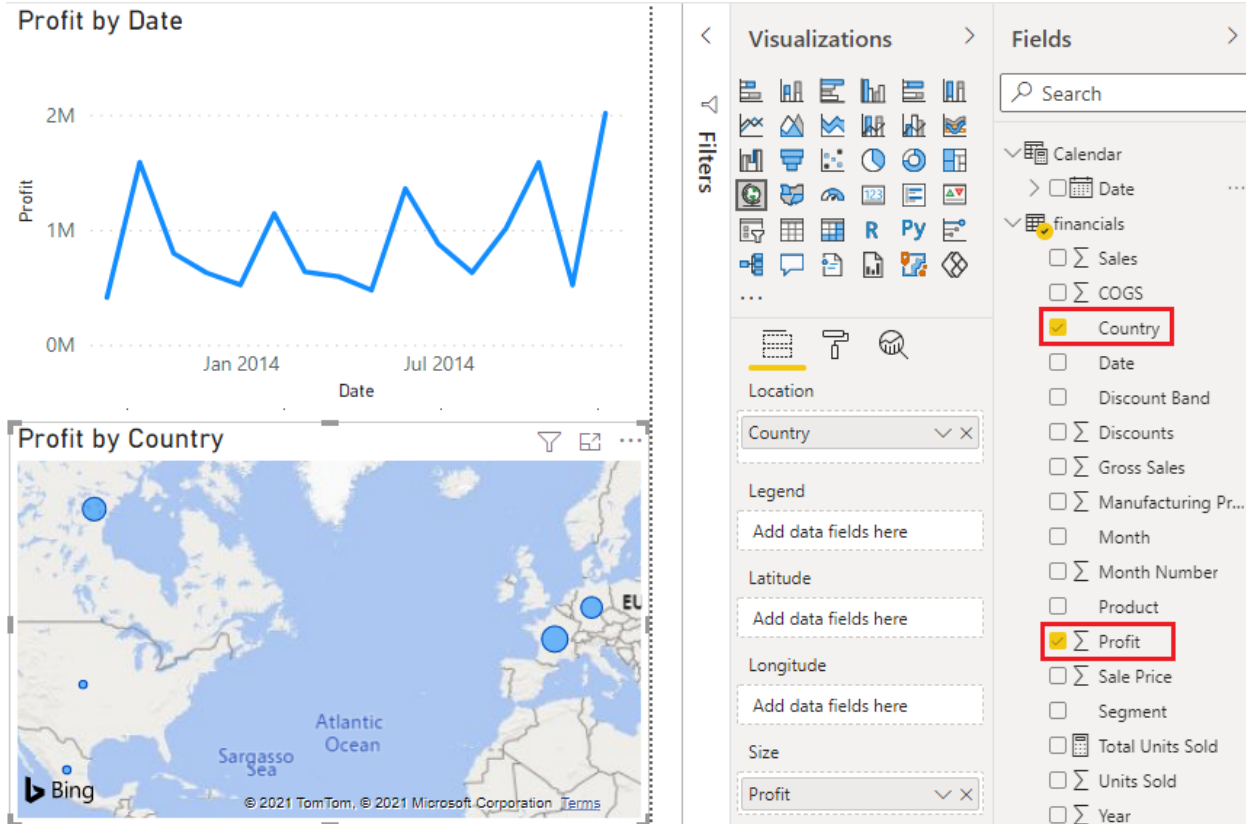 Profit by Date
2M
Profit
1M
0M
Jan 2014
Jul 2014
Date
Profit by Country
EU
Atlantic
Ocean
Sargasso
Sea
Bing
© 2021 TomTom, © 2021 Microsoft Corporation Terms
Filters
Visualizations
123
R
Py
...
Location
Country
Legend
Add data fields here
Latitude
Add data fields here
Longitude
Add data fields here
Size
Profit
Fields
Search
Calendar
Date
financials
Sales
COGS
Country
Date
Discount Band
Discounts
Gross Sales
Manufacturing Pr...
Month
Month Number
Product
Profit
Sale Price
Segment
Total Units Sold
Units Sold
Year